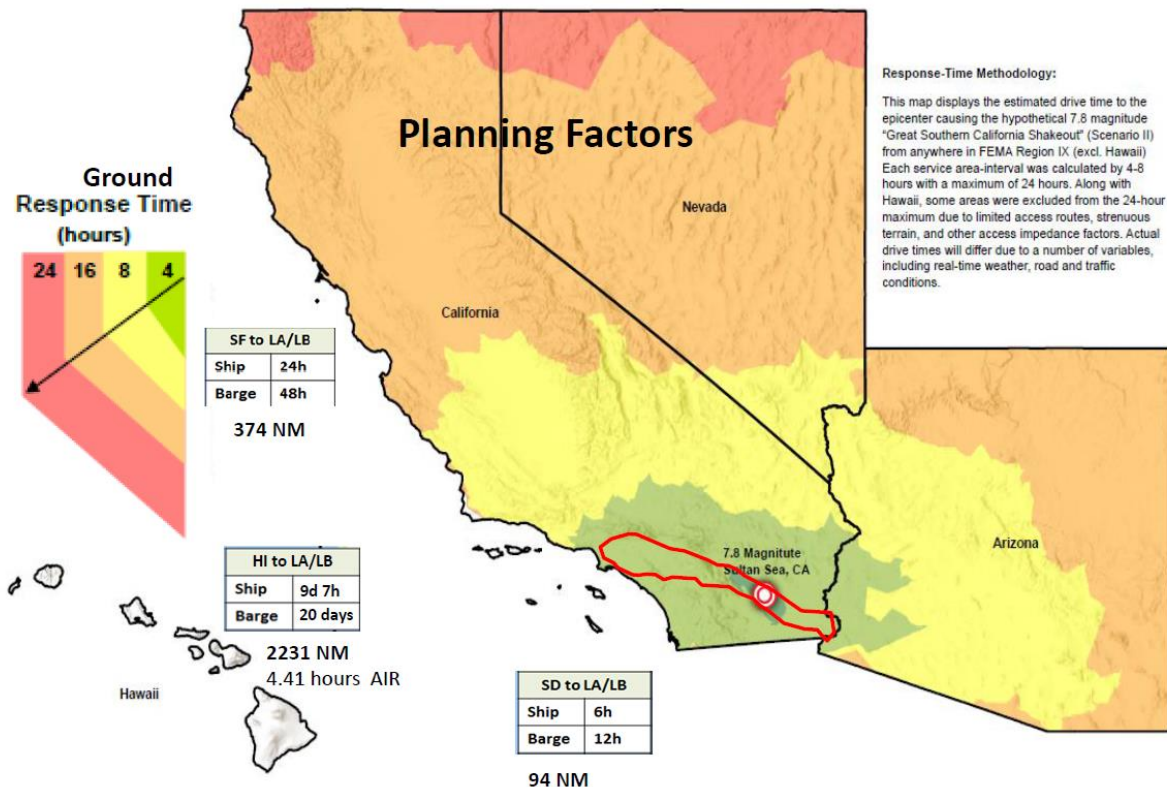 Planning Factors
Response-Time Methodology:
This map displays the estimated drive time to the
epicenter causing the hypothetical 7.8 magnitude
"Great Southern California Shakeout" (Scenario II)
from anywhere in FEMA Region IX (excl. Hawaii)
Each service area-interval was calculated by 4-8
hours with a maximum of 24 hours. Along with
Hawaii, some areas were excluded from the 24-hour
maximum due to limited access routes, strenuous
terrain, and other access impedance factors. Actual
drive times will differ due to a number of variables,
including real-time weather, road and traffic
conditions.
Ground
Response Time
(hours)
24 16 8 4
Nevada
California
SF to LA/LB
Ship 24h
Barge 48h
374 NM
Arizona
7.8 Magnitute
Sultan Sea, CA
HI to LA/LB
Ship 9d 7h
Barge 20 days
2231 NM
4.41 hours AIR
Hawaii
SD to LA/LB
Ship 6h
Barge 12h
94 NM